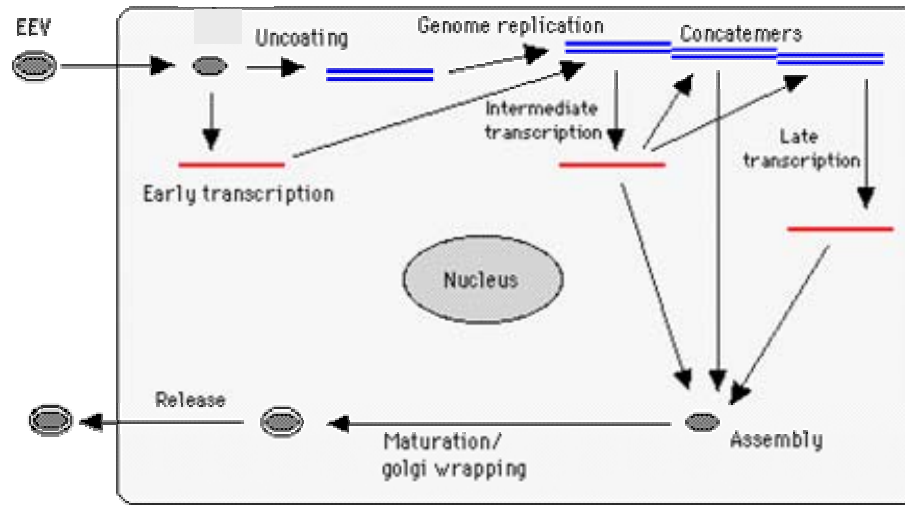 EEV
Uncoating
Genome replication
Concatemers
Intermediate
transcription
Late
transcription
Early transcription
Nucleus
Release
Maturation/
golgi wrapping
Assembly